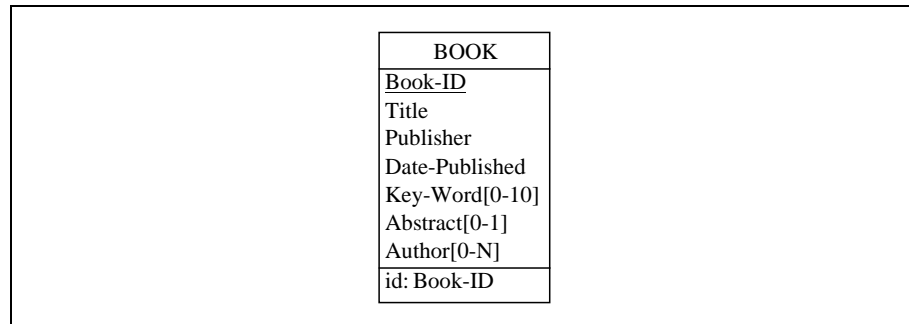 BOOK
Book-ID
Title
Publisher
Date-Published
Key-Word[0-10]
Abstract[0-1]
Author[0-N]
id: Book-ID